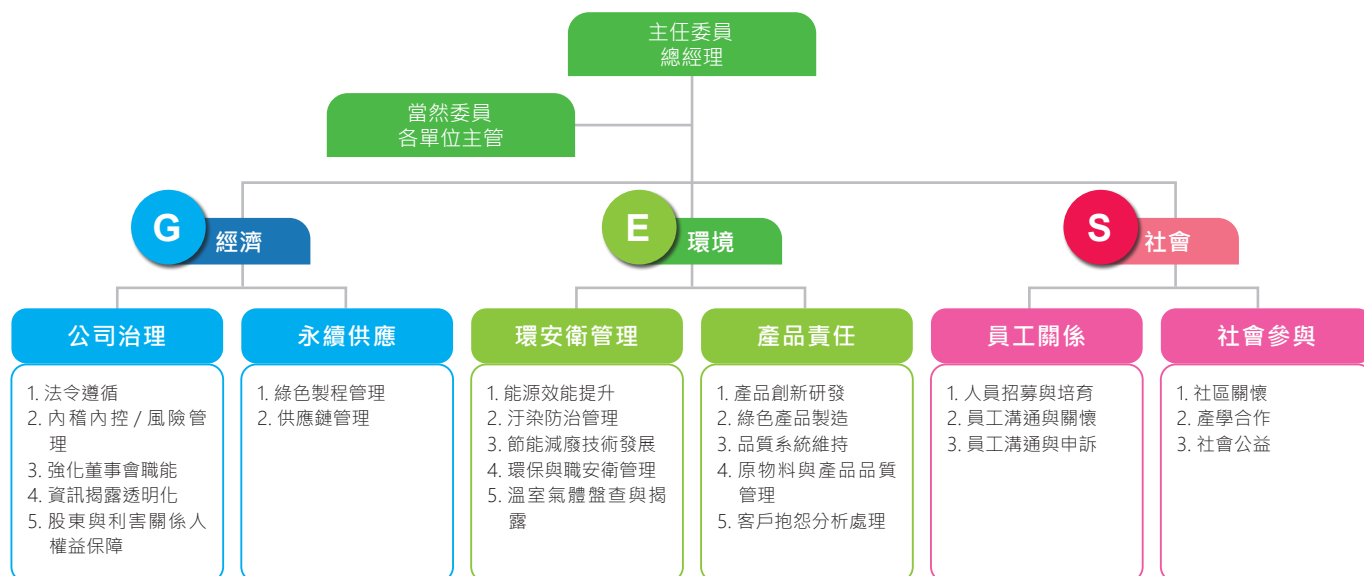 主任委員
總經理
當然委員
各單位主管
G
經濟
E
環境
S
社會
公司治理
1. 法令遵循
2. 內稽內控 / 風險管
理
3. 強化董事會職能
4. 資訊揭露透明化
5. 股東與利害關係人
權益保障
永續供應
1. 綠色製程管理
2. 供應鏈管理
環安衛管理
1. 能源效能提升
2. 汙染防治管理
3. 節能減廢技術發展
4. 環保與職安衛管理
5. 溫室氣體盤查與揭
露
產品責任
1. 產品創新研發
2. 綠色產品製造
3. 品質系統維持
4. 原物料與產品品質
管理
5. 客戶抱怨分析處理
員工關係
1. 人員招募與培育
2. 員工溝通與關懷
3. 員工溝通與申訴
社會參與
1. 社區關懷
2. 產學合作
3. 社會公益